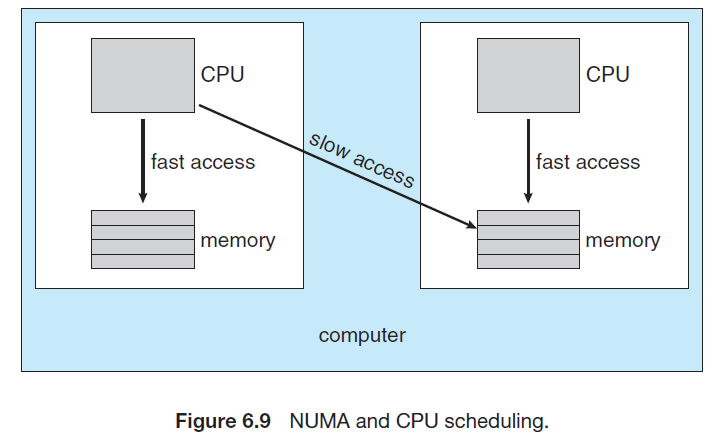 CPU
CPU
fast access
slow access
fast access
memory
memory
computer
Figure 6.9 NUMA and CPU scheduling.